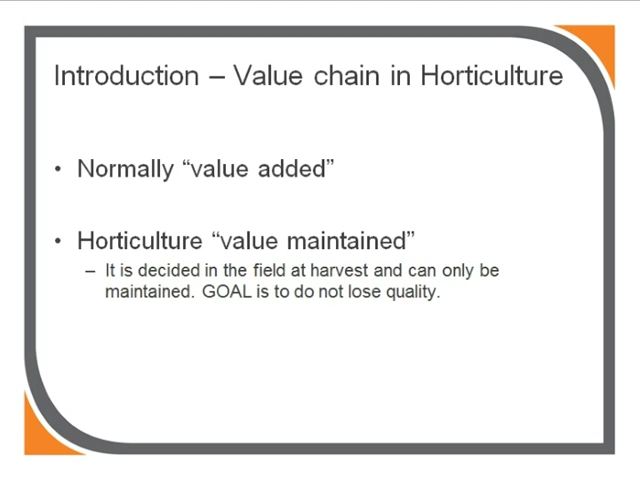 Introduction – Value chain in Horticulture
• Normally “value added”
• Horticulture “value maintained”
– It is decided in the field at harvest and can only be
maintained. GOAL is to do not lose quality.